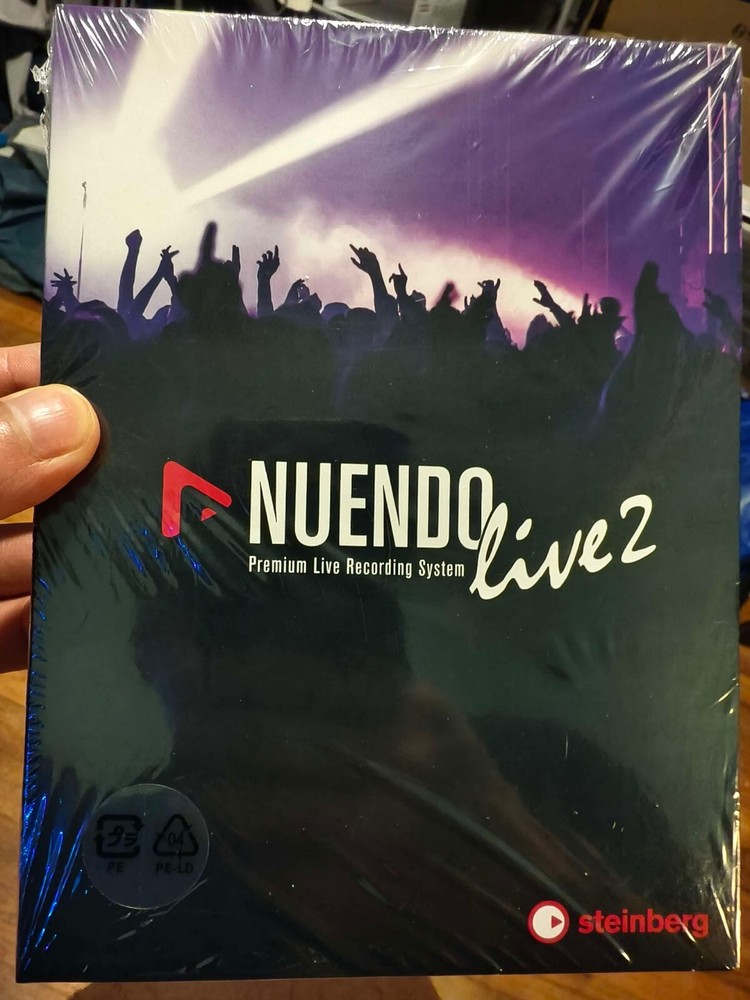 NUENDO live 2
Premium Live Recording System
プラ 04
PE PE-LD
steinberg